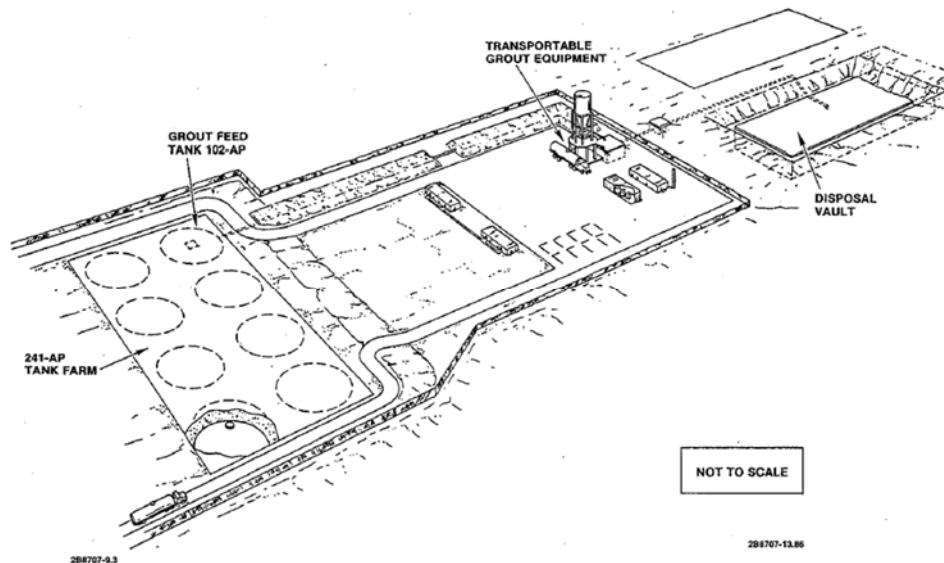 TRANSPORTABLE
GROUT EQUIPMENT
GROUT FEED
TANK 102-AP
DISPOSAL
VAULT
241-AP
TANK FARM
NOT TO SCALE
2B8707-9.3
2B8707-13.86